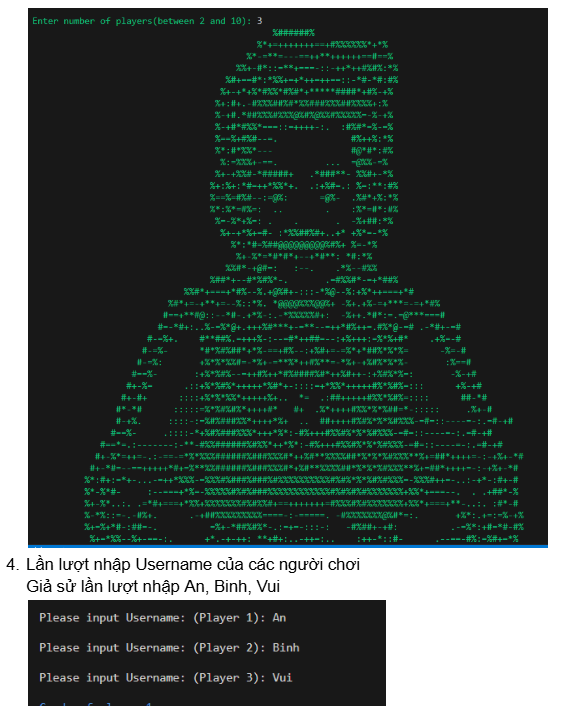 Enter number of players(between 2 and 10): 3
4. Lần lượt nhập Username của các người chơi
Giả sử lần lượt nhập An, Binh, Vui
Please input Username: (Player 1): An
Please input Username: (Player 2): Binh
Please input Username: (Player 3): Vui